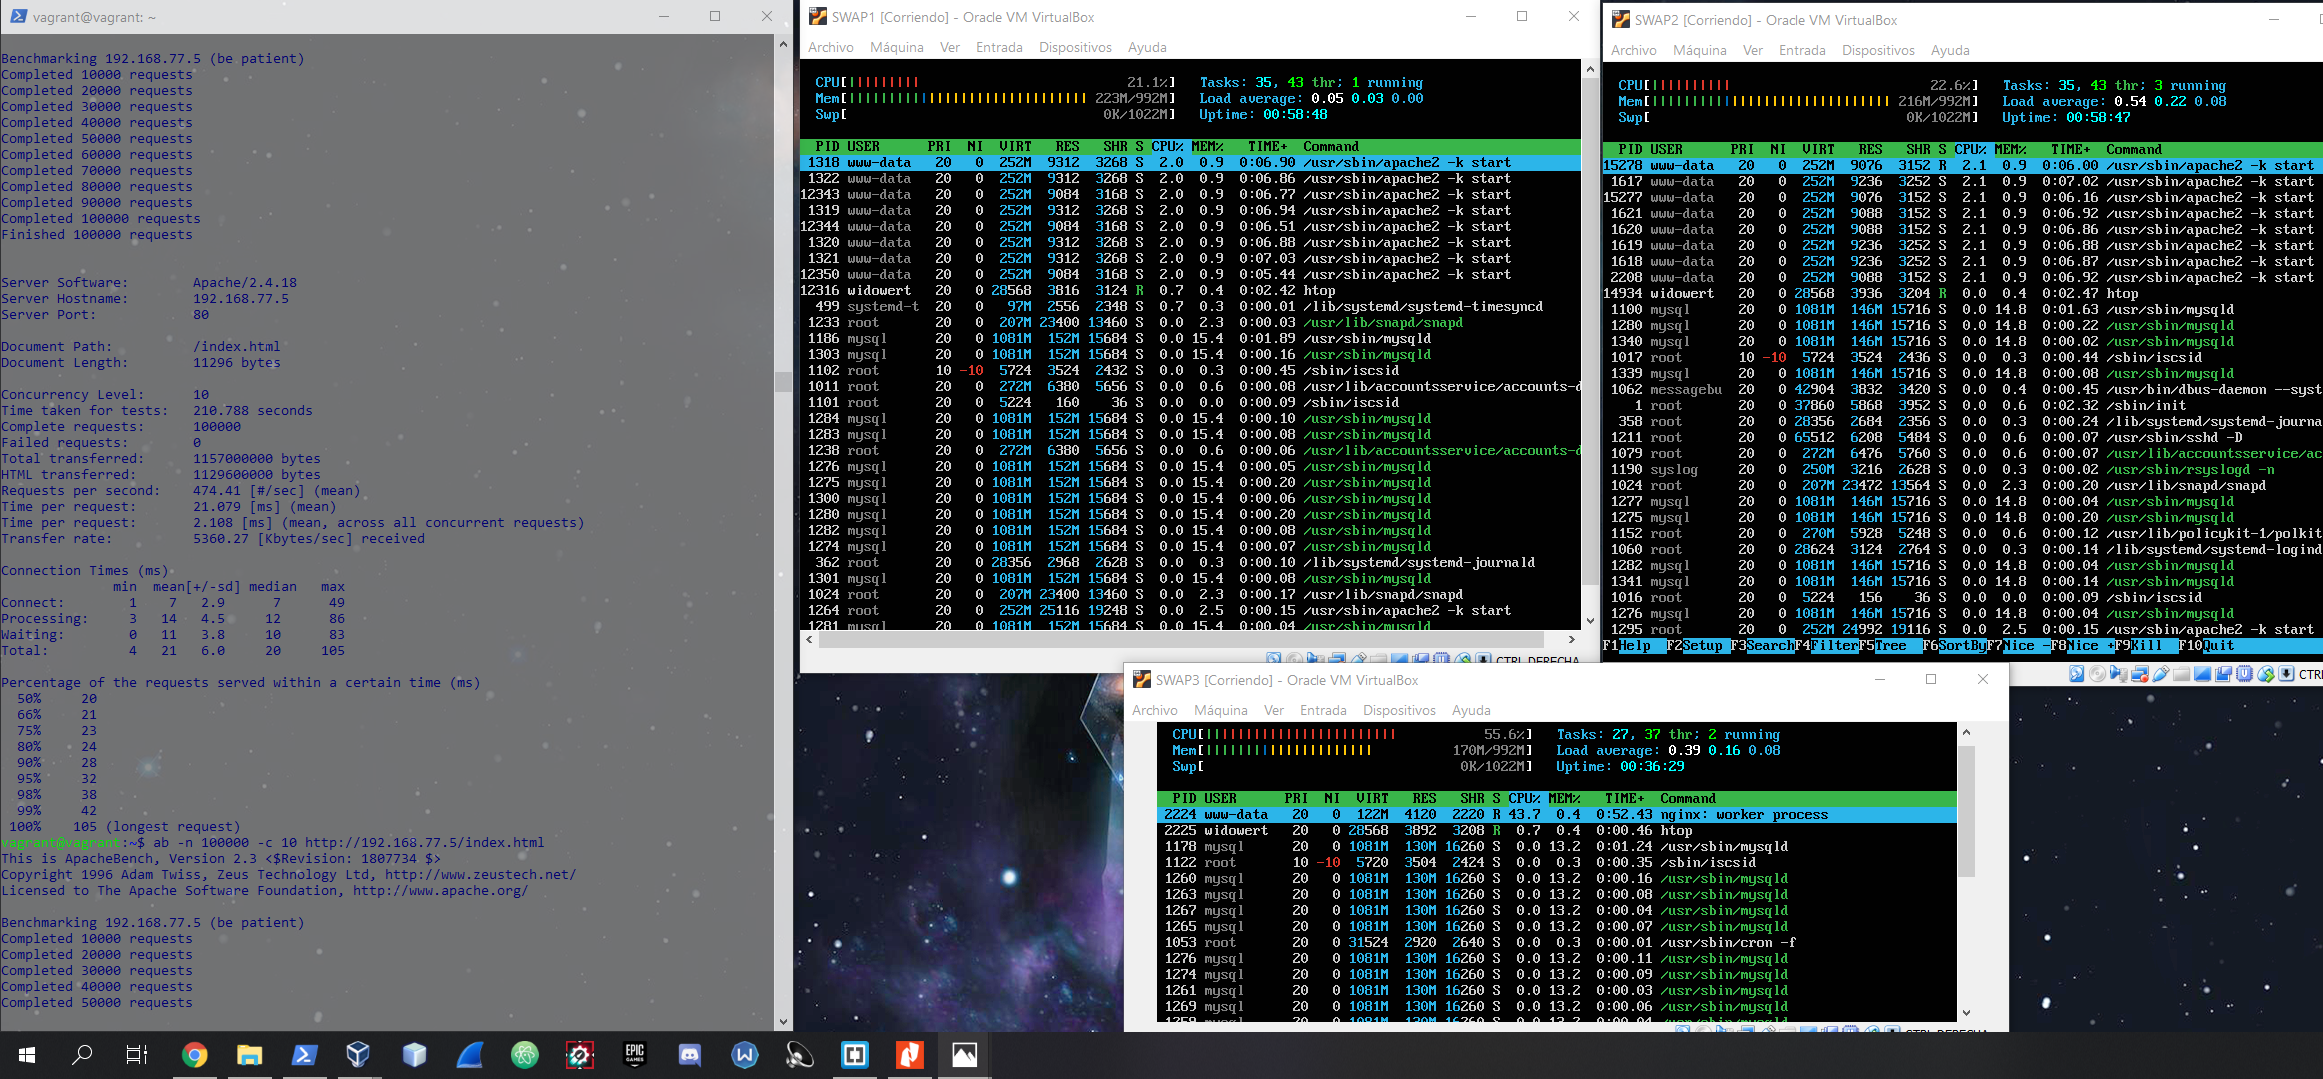 vagrant@vagrant: ~
Benchmarking 192.168.77.5 (be patient)
Completed 10000 requests
Completed 20000 requests
Completed 30000 requests
Completed 40000 requests
Completed 50000 requests
Completed 60000 requests
Completed 70000 requests
Completed 80000 requests
Completed 90000 requests
Completed 100000 requests
Finished 100000 requests
Server Software:        Apache/2.4.18
Server Hostname:        192.168.77.5
Server Port:            80
Document Path:          /index.html
Document Length:        11296 bytes
Concurrency Level:      10
Time taken for tests:   210.788 seconds
Complete requests:      100000
Failed requests:        0
Total transferred:      1157000000 bytes
HTML transferred:       1129600000 bytes
Requests per second:    474.41 [#/sec] (mean)
Time per request:       21.079 [ms] (mean)
Time per request:       2.108 [ms] (mean, across all concurrent requests)
Transfer rate:          5360.27 [Kbytes/sec] received
Connection Times (ms)
min  mean[+/-sd] median   max
Connect:        1    7   2.9      7      49
Processing:     3   14   4.5     12      86
Waiting:        0   11   3.8     10      83
Total:          4   21   6.0     20     105
Percentage of the requests served within a certain time (ms)
50%     20
66%     21
75%     23
80%     24
90%     28
95%     32
98%     38
99%     42
100%    105 (longest request)
vagrant@vagrant:~$ ab -n 100000 -c 10 http://192.168.77.5/index.html
This is ApacheBench, Version 2.3 <$Revision: 1807734 $>
Copyright 1996 Adam Twiss, Zeus Technology Ltd, http://www.zeustech.net/
Licensed to The Apache Software Foundation, http://www.apache.org/
Benchmarking 192.168.77.5 (be patient)
Completed 10000 requests
Completed 20000 requests
Completed 30000 requests
Completed 40000 requests
Completed 50000 requests
SWAP1 [Corriendo] - Oracle VM VirtualBox
Archivo Máquina Ver Entrada Dispositivos Ayuda
CPU[ 21.1%] Tasks: 35, 43 thr; 1 running
Mem[ 223M/992M] Load average: 0.05 0.03 0.00
Swp[ 0K/1022M] Uptime: 00:58:48
PID USER PRI NI VIRT RES SHR S CPU% MEM% TIME+ Command
1318 www-data 20 0 252M 9312 3268 S 2.0 0.9 0:06.90 /usr/sbin/apache2 -k start
1322 www-data 20 0 252M 9312 3268 S 2.0 0.9 0:06.86 /usr/sbin/apache2 -k start
12343 www-data 20 0 252M 9084 3168 S 2.0 0.9 0:06.77 /usr/sbin/apache2 -k start
1319 www-data 20 0 252M 9312 3268 S 2.0 0.9 0:06.94 /usr/sbin/apache2 -k start
12344 www-data 20 0 252M 9084 3168 S 2.0 0.9 0:06.51 /usr/sbin/apache2 -k start
1320 www-data 20 0 252M 9312 3268 S 2.0 0.9 0:06.88 /usr/sbin/apache2 -k start
1321 www-data 20 0 252M 9312 3268 S 2.0 0.9 0:07.03 /usr/sbin/apache2 -k start
12350 www-data 20 0 252M 9084 3168 S 2.0 0.9 0:05.44 /usr/sbin/apache2 -k start
12316 widowert 20 0 28568 3816 3124 R 0.7 0.4 0:02.42 htop
499 systemd-t 20 0 97M 2556 2348 S 0.7 0.3 0:00.01 /lib/systemd/systemd-timesyncd
1233 root 20 0 207M 23400 13460 S 0.0 2.3 0:00.03 /usr/lib/snapd/snapd
1186 mysql 20 0 1081M 152M 15684 S 0.0 15.4 0:01.89 /usr/sbin/mysqld
1303 mysql 20 0 1081M 152M 15684 S 0.0 15.4 0:00.16 /usr/sbin/mysqld
1102 root 10 -10 5724 3524 2432 S 0.0 0.3 0:00.45 /sbin/iscsid
1011 root 20 0 272M 6380 5656 S 0.0 0.6 0:00.08 /usr/lib/accountsservice/accounts-d
1101 root 20 0 5224 160 36 S 0.0 0.0 0:00.09 /sbin/iscsid
1284 mysql 20 0 1081M 152M 15684 S 0.0 15.4 0:00.10 /usr/sbin/mysqld
1283 mysql 20 0 1081M 152M 15684 S 0.0 15.4 0:00.08 /usr/sbin/mysqld
1238 root 20 0 272M 6380 5656 S 0.0 0.6 0:00.06 /usr/lib/accountsservice/accounts-d
1276 mysql 20 0 1081M 152M 15684 S 0.0 15.4 0:00.05 /usr/sbin/mysqld
1275 mysql 20 0 1081M 152M 15684 S 0.0 15.4 0:00.20 /usr/sbin/mysqld
1300 mysql 20 0 1081M 152M 15684 S 0.0 15.4 0:00.06 /usr/sbin/mysqld
1280 mysql 20 0 1081M 152M 15684 S 0.0 15.4 0:00.20 /usr/sbin/mysqld
1282 mysql 20 0 1081M 152M 15684 S 0.0 15.4 0:00.08 /usr/sbin/mysqld
1274 mysql 20 0 1081M 152M 15684 S 0.0 15.4 0:00.07 /usr/sbin/mysqld
362 root 20 0 28356 2968 2628 S 0.0 0.3 0:00.10 /lib/systemd/systemd-journald
1301 mysql 20 0 1081M 152M 15684 S 0.0 15.4 0:00.08 /usr/sbin/mysqld
1024 root 20 0 207M 23400 13460 S 0.0 2.3 0:00.17 /usr/lib/snapd/snapd
1264 root 20 0 252M 25116 19248 S 0.0 2.5 0:00.15 /usr/sbin/apache2 -k start
1281 mysql 20 0 1081M 152M 15684 S 0.0 15.4 0:00.04 /usr/sbin/mysqld
CTRL DERECHA
SWAP2 [Corriendo] - Oracle VM VirtualBox
Archivo Máquina Ver Entrada Dispositivos Ayuda
CPU[ 22.6%] Tasks: 35, 43 thr; 3 running
Mem[ 216M/992M] Load average: 0.54 0.22 0.08
Swp[ 0K/1022M] Uptime: 00:58:47
PID USER PRI NI VIRT RES SHR S CPU% MEM% TIME+ Command
15278 www-data 20 0 252M 9076 3152 R 2.1 0.9 0:06.00 /usr/sbin/apache2 -k start
1617 www-data 20 0 252M 9236 3252 S 2.1 0.9 0:07.02 /usr/sbin/apache2 -k start
15277 www-data 20 0 252M 9076 3152 S 2.1 0.9 0:06.16 /usr/sbin/apache2 -k start
1621 www-data 20 0 252M 9088 3152 S 2.1 0.9 0:06.92 /usr/sbin/apache2 -k start
1620 www-data 20 0 252M 9088 3152 S 2.1 0.9 0:06.86 /usr/sbin/apache2 -k start
1619 www-data 20 0 252M 9236 3252 S 2.1 0.9 0:06.88 /usr/sbin/apache2 -k start
1618 www-data 20 0 252M 9236 3252 S 2.1 0.9 0:06.87 /usr/sbin/apache2 -k start
2208 www-data 20 0 252M 9088 3152 S 2.1 0.9 0:06.92 /usr/sbin/apache2 -k start
14934 widowert 20 0 28568 3936 3204 R 0.0 0.4 0:02.47 htop
1100 mysql 20 0 1081M 146M 15716 S 0.0 14.8 0:01.63 /usr/sbin/mysqld
1280 mysql 20 0 1081M 146M 15716 S 0.0 14.8 0:00.22 /usr/sbin/mysqld
1340 mysql 20 0 1081M 146M 15716 S 0.0 14.8 0:00.02 /usr/sbin/mysqld
1017 root 10 -10 5724 3524 2436 S 0.0 0.3 0:00.44 /sbin/iscsid
1339 mysql 20 0 1081M 146M 15716 S 0.0 14.8 0:00.08 /usr/sbin/mysqld
1062 messagebu 20 0 42904 3832 3420 S 0.0 0.4 0:00.45 /usr/bin/dbus-daemon --syst
1 root 20 0 37860 5868 3952 S 0.0 0.6 0:02.32 /sbin/init
358 root 20 0 28356 2684 2356 S 0.0 0.3 0:00.24 /lib/systemd/systemd-journa
1211 root 20 0 65512 6208 5484 S 0.0 0.6 0:00.07 /usr/sbin/sshd -D
1079 root 20 0 272M 6476 5760 S 0.0 0.6 0:00.07 /usr/lib/accountsservice/ac
1190 syslog 20 0 250M 3216 2628 S 0.0 0.3 0:00.02 /usr/sbin/rsyslogd -n
1024 root 20 0 207M 23472 13564 S 0.0 2.3 0:00.20 /usr/lib/snapd/snapd
1277 mysql 20 0 1081M 146M 15716 S 0.0 14.8 0:00.04 /usr/sbin/mysqld
1275 mysql 20 0 1081M 146M 15716 S 0.0 14.8 0:00.20 /usr/sbin/mysqld
1152 root 20 0 270M 5928 5248 S 0.0 0.6 0:00.12 /usr/lib/policykit-1/polkit
1060 root 20 0 28624 3124 2764 S 0.0 0.3 0:00.14 /lib/systemd/systemd-logind
1282 mysql 20 0 1081M 146M 15716 S 0.0 14.8 0:00.04 /usr/sbin/mysqld
1341 mysql 20 0 1081M 146M 15716 S 0.0 14.8 0:00.14 /usr/sbin/mysqld
1016 root 20 0 5224 156 36 S 0.0 0.0 0:00.09 /sbin/iscsid
1276 mysql 20 0 1081M 146M 15716 S 0.0 14.8 0:00.04 /usr/sbin/mysqld
1295 root 20 0 252M 24992 19116 S 0.0 2.5 0:00.15 /usr/sbin/apache2 -k start
F1Help F2Setup F3SearchF4FilterF5Tree F6SortByF7Nice -F8Nice +F9Kill F10Quit
CTRL
SWAP3 [Corriendo] - Oracle VM VirtualBox
Archivo Máquina Ver Entrada Dispositivos Ayuda
CPU[ 55.6%] Tasks: 27, 37 thr; 2 running
Mem[ 170M/992M] Load average: 0.39 0.16 0.08
Swp[ 0K/1022M] Uptime: 00:36:29
PID USER PRI NI VIRT RES SHR S CPU% MEM% TIME+ Command
2224 www-data 20 0 122M 4120 2220 R 43.7 0.4 0:52.43 nginx: worker process
2225 widowert 20 0 28568 3892 3208 R 0.7 0.4 0:00.46 htop
1178 mysql 20 0 1081M 130M 16260 S 0.0 13.2 0:01.24 /usr/sbin/mysqld
1122 root 10 -10 5720 3504 2424 S 0.0 0.3 0:00.35 /sbin/iscsid
1260 mysql 20 0 1081M 130M 16260 S 0.0 13.2 0:00.16 /usr/sbin/mysqld
1263 mysql 20 0 1081M 130M 16260 S 0.0 13.2 0:00.08 /usr/sbin/mysqld
1267 mysql 20 0 1081M 130M 16260 S 0.0 13.2 0:00.04 /usr/sbin/mysqld
1265 mysql 20 0 1081M 130M 16260 S 0.0 13.2 0:00.07 /usr/sbin/mysqld
1053 root 20 0 31524 2920 2640 S 0.0 0.3 0:00.01 /usr/sbin/cron -f
1276 mysql 20 0 1081M 130M 16260 S 0.0 13.2 0:00.11 /usr/sbin/mysqld
1274 mysql 20 0 1081M 130M 16260 S 0.0 13.2 0:00.09 /usr/sbin/mysqld
1261 mysql 20 0 1081M 130M 16260 S 0.0 13.2 0:00.03 /usr/sbin/mysqld
1269 mysql 20 0 1081M 130M 16260 S 0.0 13.2 0:00.06 /usr/sbin/mysqld
EPIC GAMES